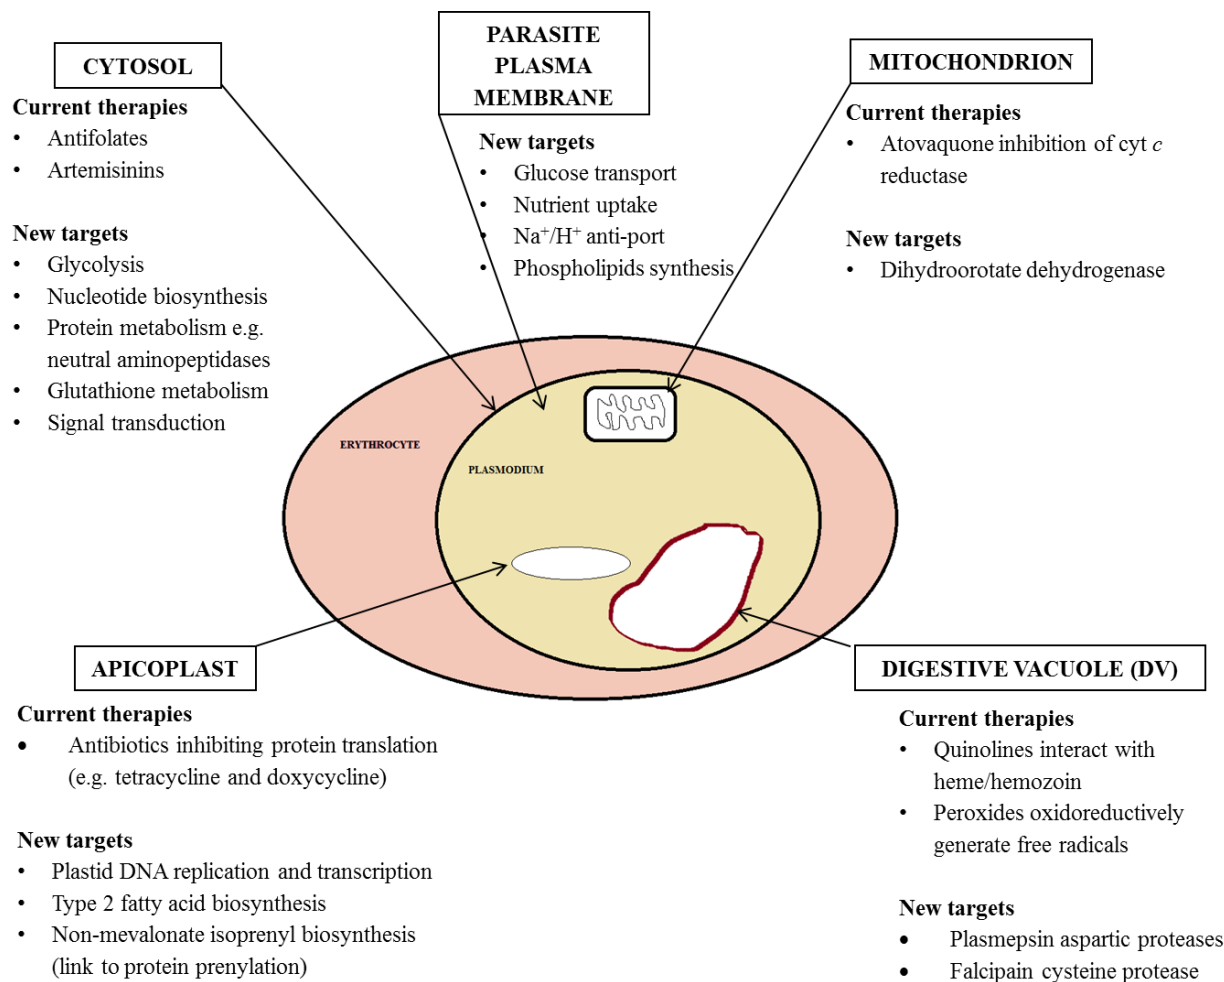 CYTOSOL
Current therapies
• Antifolates
• Artemisinins
New targets
• Glycolysis
• Nucleotide biosynthesis
• Protein metabolism e.g.
neutral aminopeptidases
• Glutathione metabolism
• Signal transduction
PARASITE
PLASMA
MEMBRANE
New targets
• Glucose transport
• Nutrient uptake
• Na⁺/H⁺ anti-port
• Phospholipids synthesis
MITOCHONDRION
Current therapies
• Atovaquone inhibition of cyt c
reductase
New targets
• Dihydroorotate dehydrogenase
ERYTHROCYTE
PLASMODIUM
APICOPLAST
Current therapies
• Antibiotics inhibiting protein translation
(e.g. tetracycline and doxycycline)
New targets
• Plastid DNA replication and transcription
• Type 2 fatty acid biosynthesis
• Non-mevalonate isoprenyl biosynthesis
(link to protein prenylation)
DIGESTIVE VACUOLE (DV)
Current therapies
• Quinolines interact with
heme/hemozoin
• Peroxides oxidoreductively
generate free radicals
New targets
• Plasmepsin aspartic proteases
• Falcipain cysteine protease